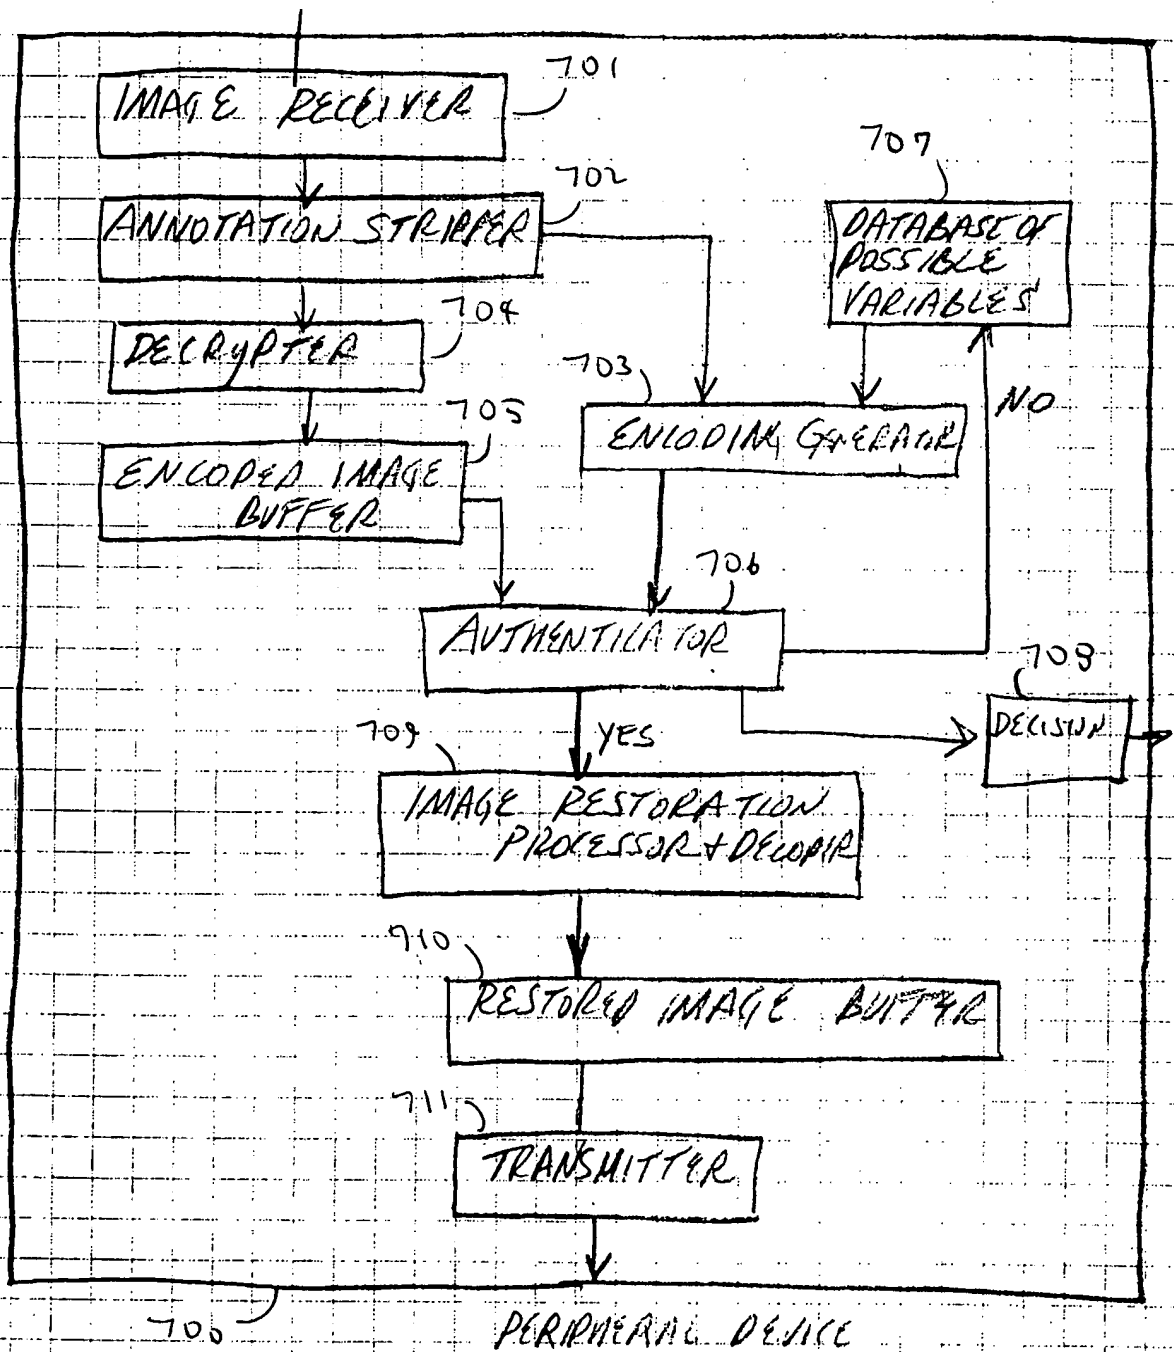 701
IMAGE RECEIVER
702
ANNOTATION STRIPPER
707
DATABASE OF
POSSIBLE
VARIABLES
704
DECRYPTER
703
ENCODING GENERATOR
NO
705
ENCODED IMAGE
BUFFER
706
AUTHENTICATOR
708
DECISION
YES
709
IMAGE RESTORATION
PROCESSOR + DECODER
710
RESTORED IMAGE BUFFER
711
TRANSMITTER
700
PERIPHERAL DEVICE